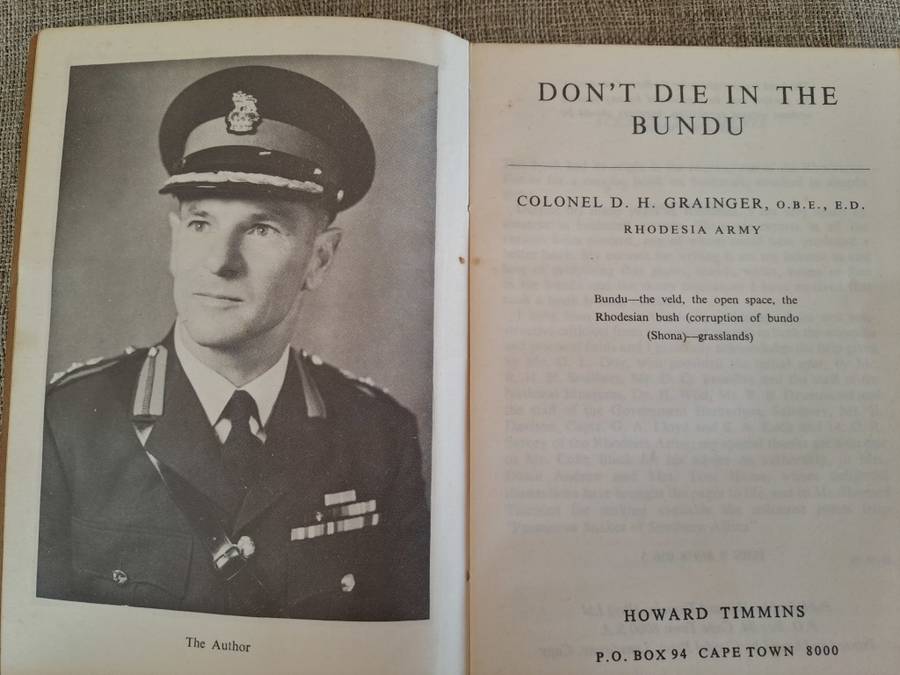 The Author
DON'T DIE IN THE
BUNDU
COLONEL D. H. GRAINGER, O.B.E., E.D.
RHODESIA ARMY
Bundu—the veld, the open space, the
Rhodesian bush (corruption of bundo
(Shona)—grasslands)
HOWARD TIMMINS
P.O. BOX 94 CAPE TOWN 8000